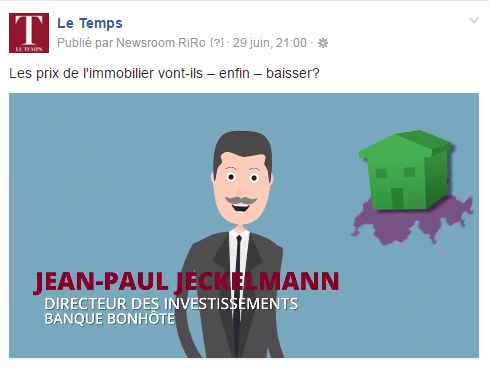 T
LE TEMPS
Le Temps
Publié par Newsroom RiRo [?] · 29 juin, 21:00 ·
Les prix de l'immobilier vont-ils – enfin – baisser?
JEAN-PAUL JECKELMANN
DIRECTEUR DES INVESTISSEMENTS
BANQUE BONHÔTE